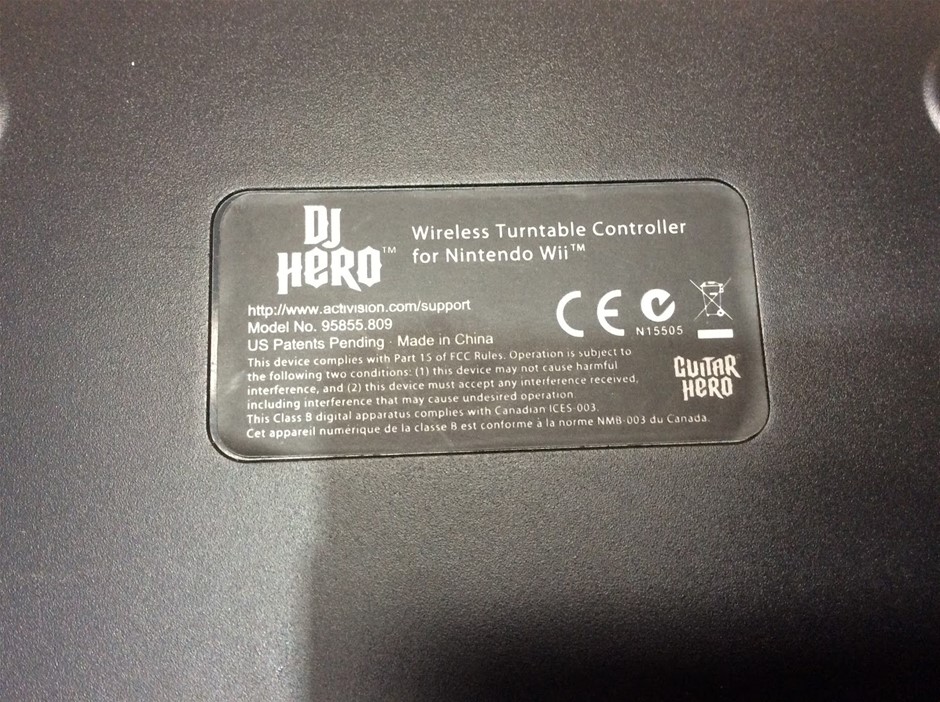 DJ
HERO™
Wireless Turntable Controller
for Nintendo Wii™
http://www.activision.com/support
Model No. 95855.809
US Patents Pending · Made in China
CE
N15505
This device complies with Part 15 of FCC Rules. Operation is subject to
the following two conditions: (1) this device may not cause harmful
interference, and (2) this device must accept any interference received,
including interference that may cause undesired operation.
This Class B digital apparatus complies with Canadian ICES-003.
Cet appareil numérique de la classe B est conforme à la norme NMB-003 du Canada.
GUiTAR
HERO